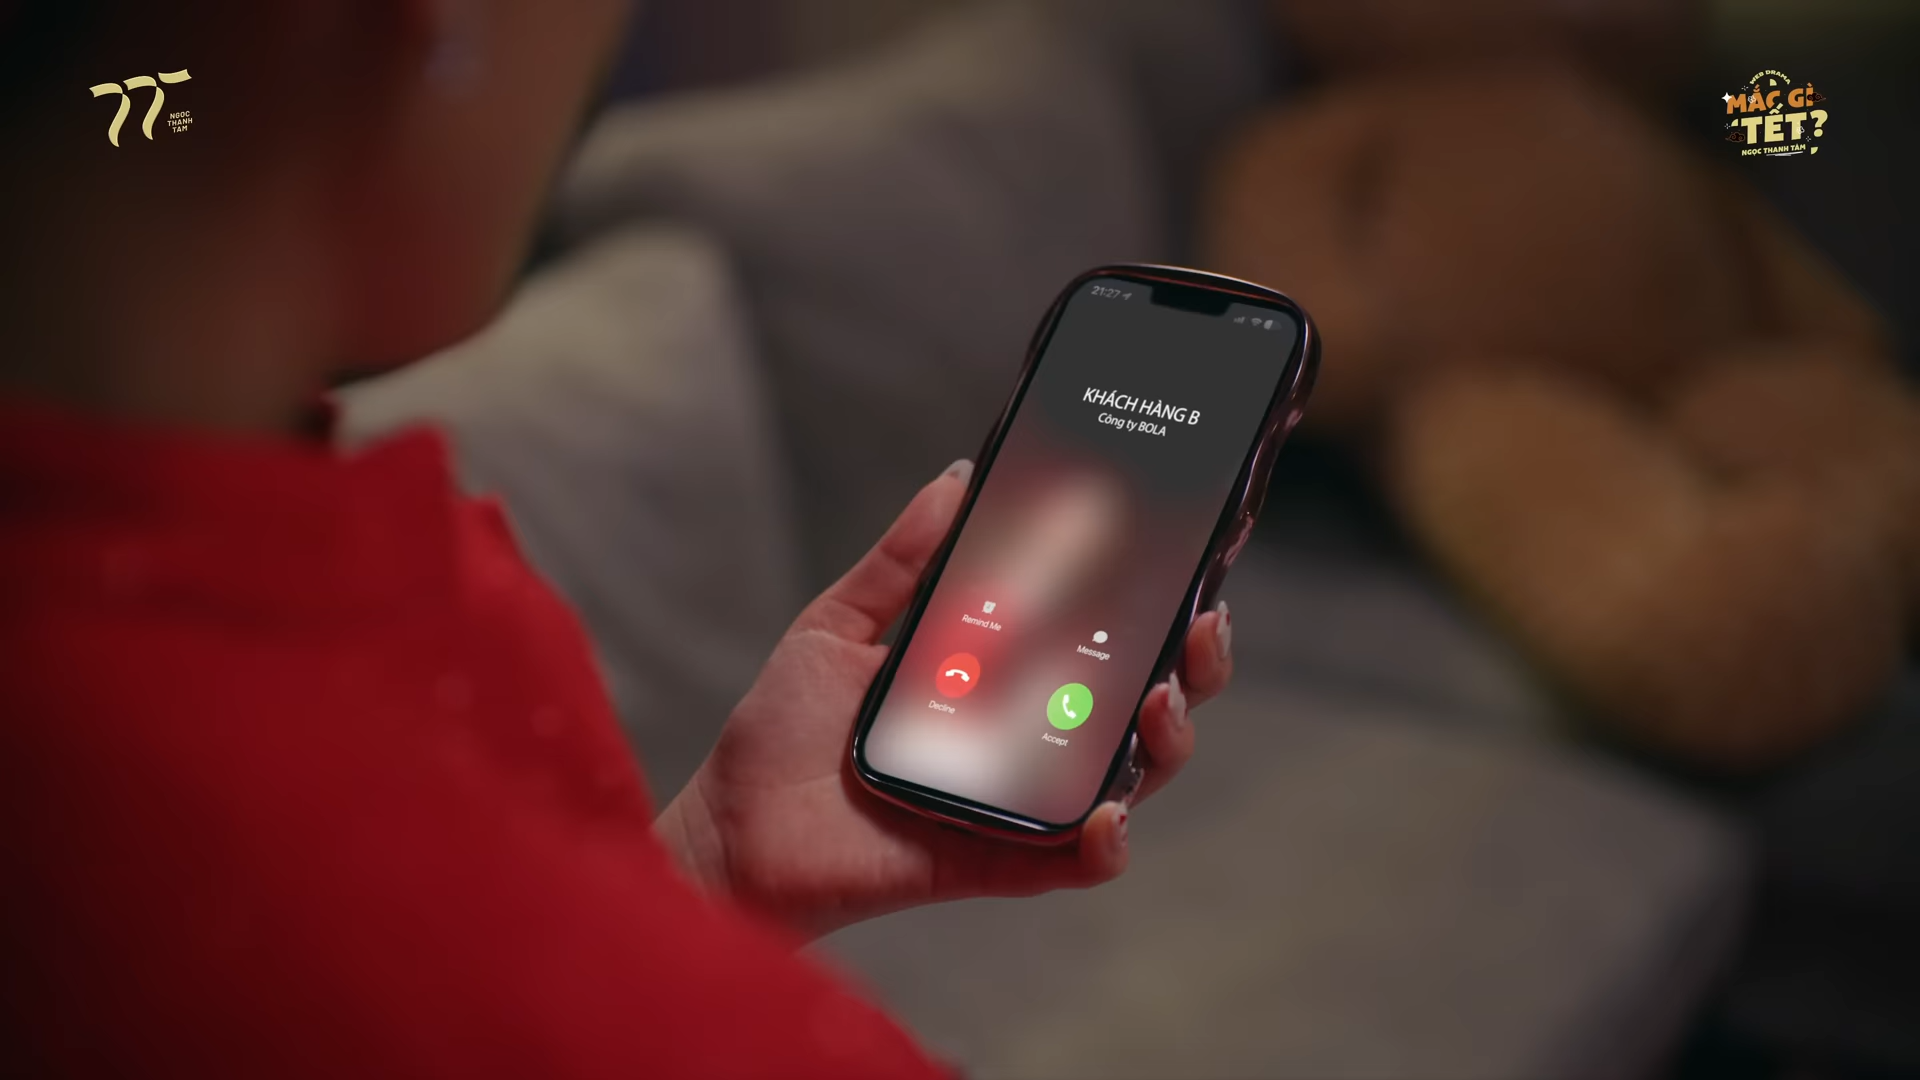 NGỌC
THANH
TÂM
WEB DRAMA
MẮC GÌ
TẾT?
NGỌC THANH TÂM
21:27
KHÁCH HÀNG B
Công ty BOLA
Remind Me
Message
Decline
Accept